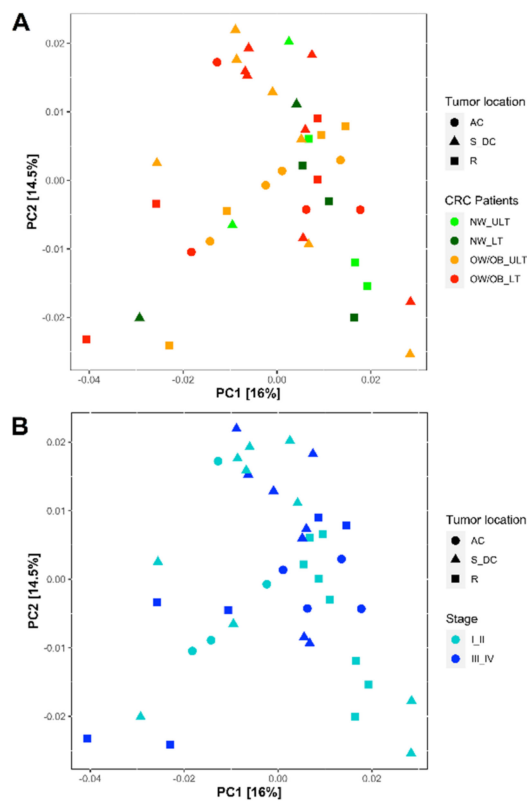 A
0.02
0.01
0.00
-0.01
-0.02
PC2 [14.5%]
-0.04
-0.02
0.00
0.02
PC1 [16%]
Tumor location
AC
S_DC
R
CRC Patients
NW_ULT
NW_LT
OW/OB_ULT
OW/OB_LT
B
0.02
0.01
0.00
-0.01
-0.02
PC2 [14.5%]
-0.04
-0.02
0.00
0.02
PC1 [16%]
Tumor location
AC
S_DC
R
Stage
I_II
III_IV